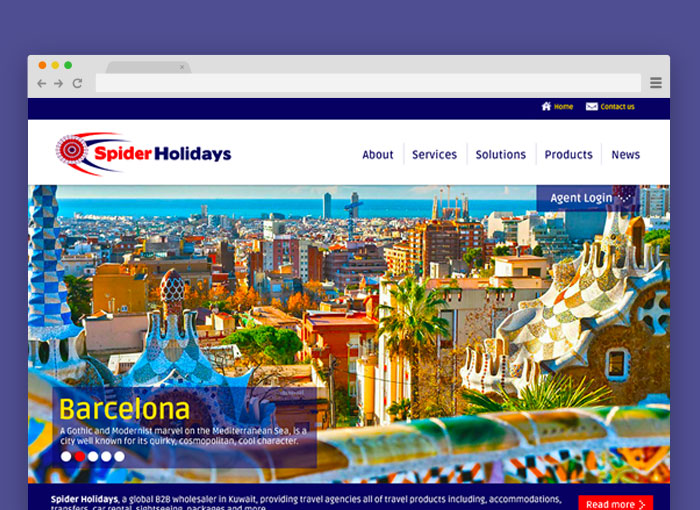 Home Contact us
Spider Holidays
About Services Solutions Products News
Agent Login
Barcelona
A Gothic and Modernist marvel on the Mediterranean Sea, is a
city well known for its quirky, cosmopolitan, cool character.
Spider Holidays, a global B2B wholesaler in Kuwait, providing travel agencies all of travel products including, accommodations,
transfers, car rental, sightseeing, packages and more.
Read more